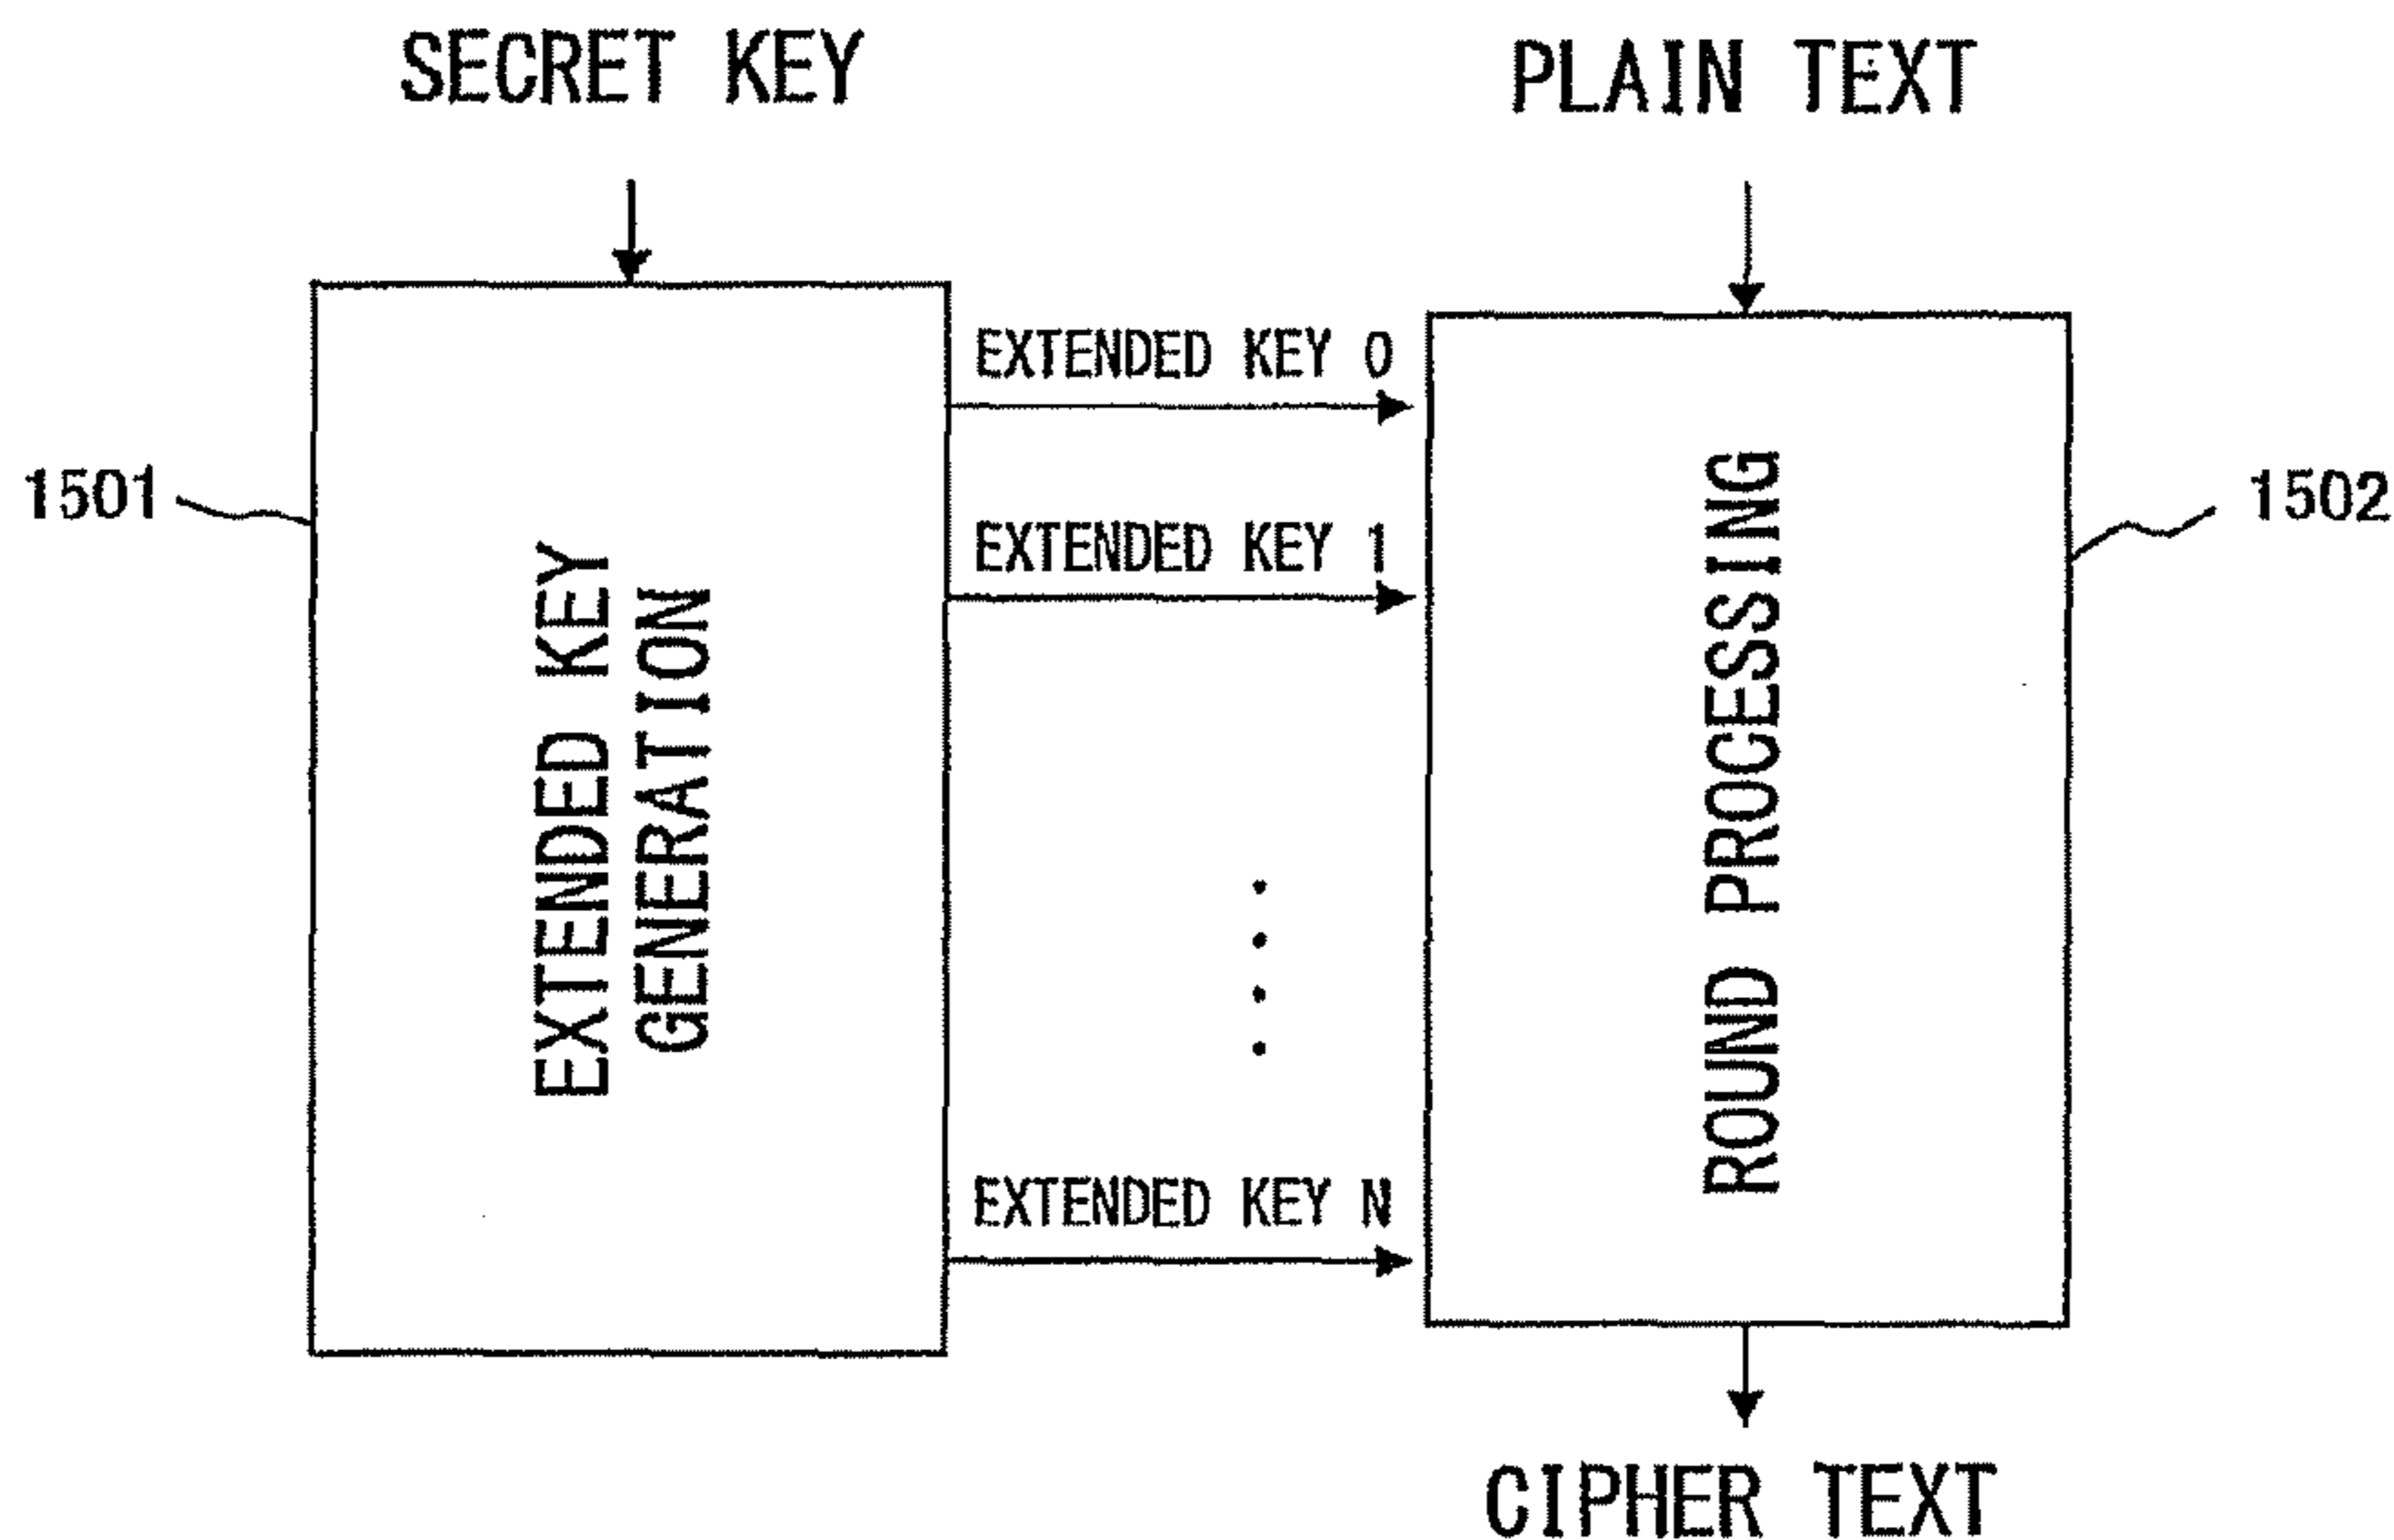 SECRET KEY
PLAIN TEXT
EXTENDED KEY 0
1501
1502
EXTENDED KEY 1
EXTENDED KEY
GENERATION
ROUND PROCESSING
EXTENDED KEY N
CIPHER TEXT